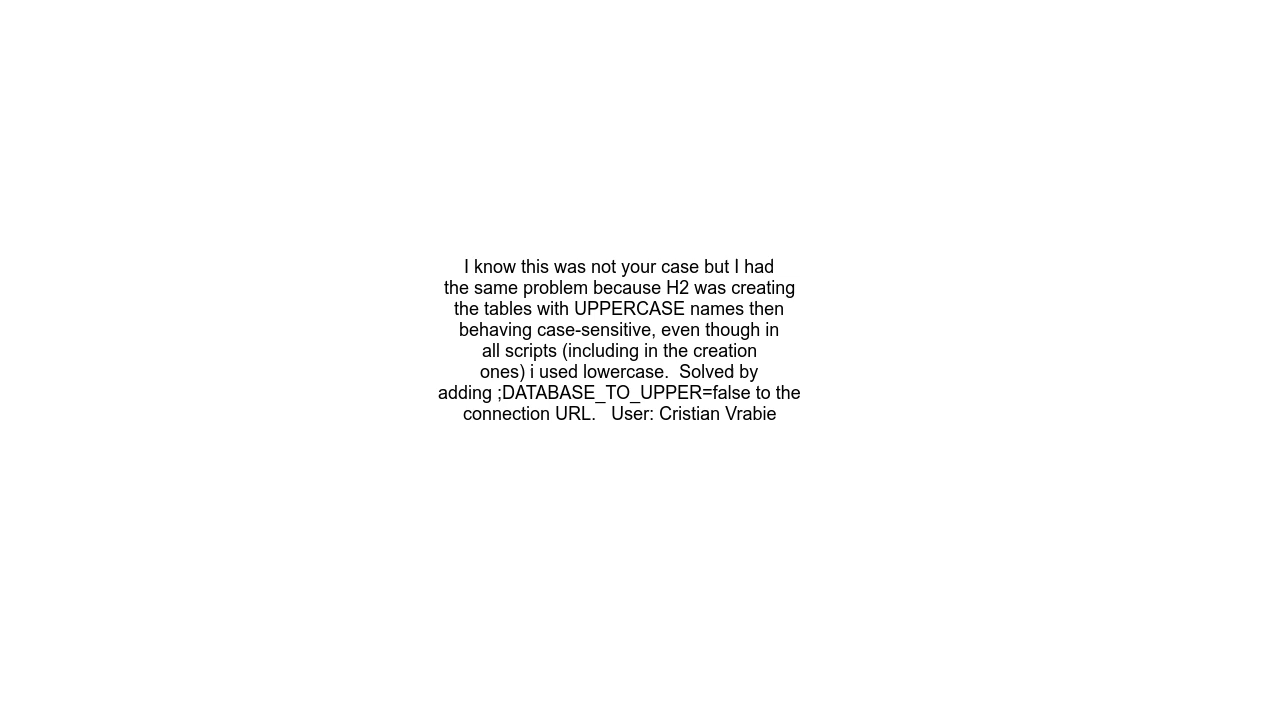 I know this was not your case but I had
the same problem because H2 was creating
the tables with UPPERCASE names then
behaving case-sensitive, even though in
all scripts (including in the creation
ones) i used lowercase.  Solved by
adding ;DATABASE_TO_UPPER=false to the
connection URL.   User: Cristian Vrabie